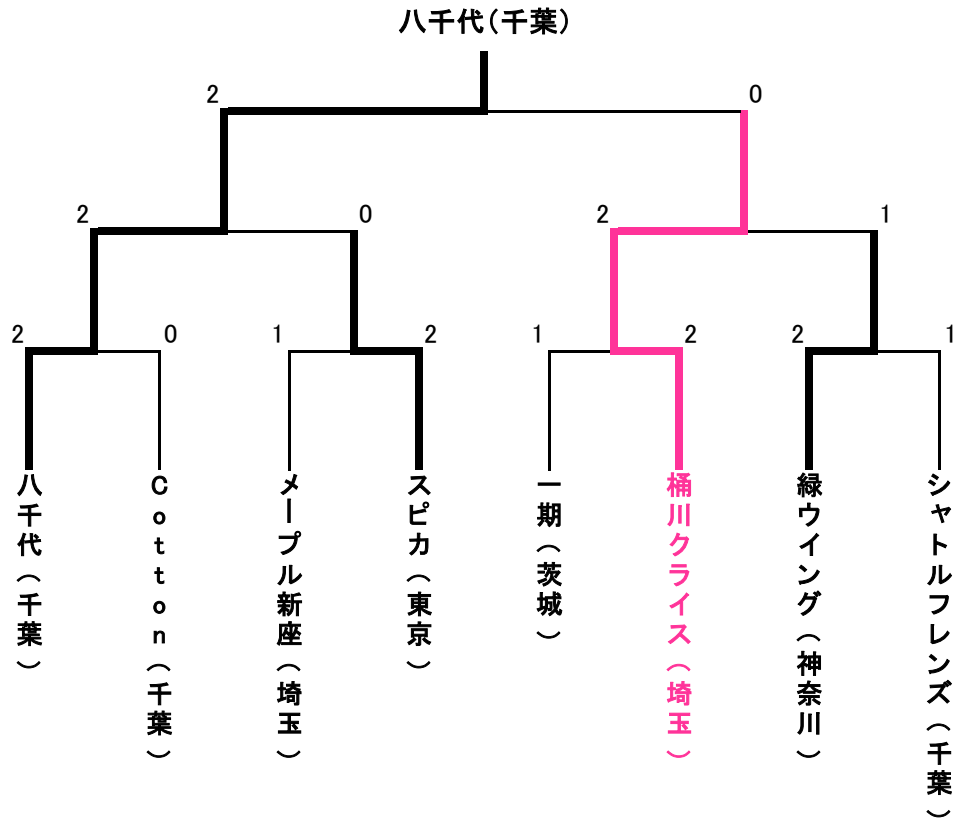 八千代(千葉)
2
0
2
0
2
1
2
0
1
2
1
2
2
1
八千代(千葉)
Cotton(千葉)
メープル新座(埼玉)
スピカ(東京)
一期(茨城)
桶川クライス(埼玉)
緑ウイング(神奈川)
シャトルフレンズ(千葉)